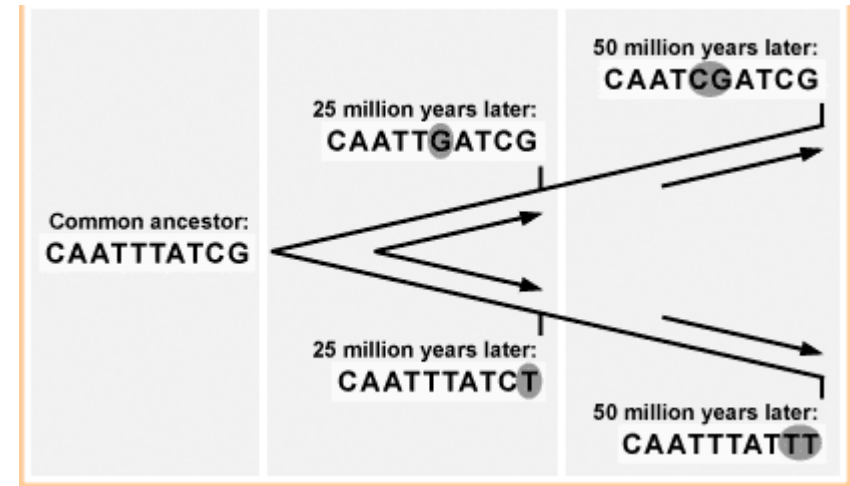 Common ancestor:
CAATTTATCG
25 million years later:
CAATTGATCG
25 million years later:
CAATTTATCT
50 million years later:
CAATCGATCG
50 million years later:
CAATTTATTT